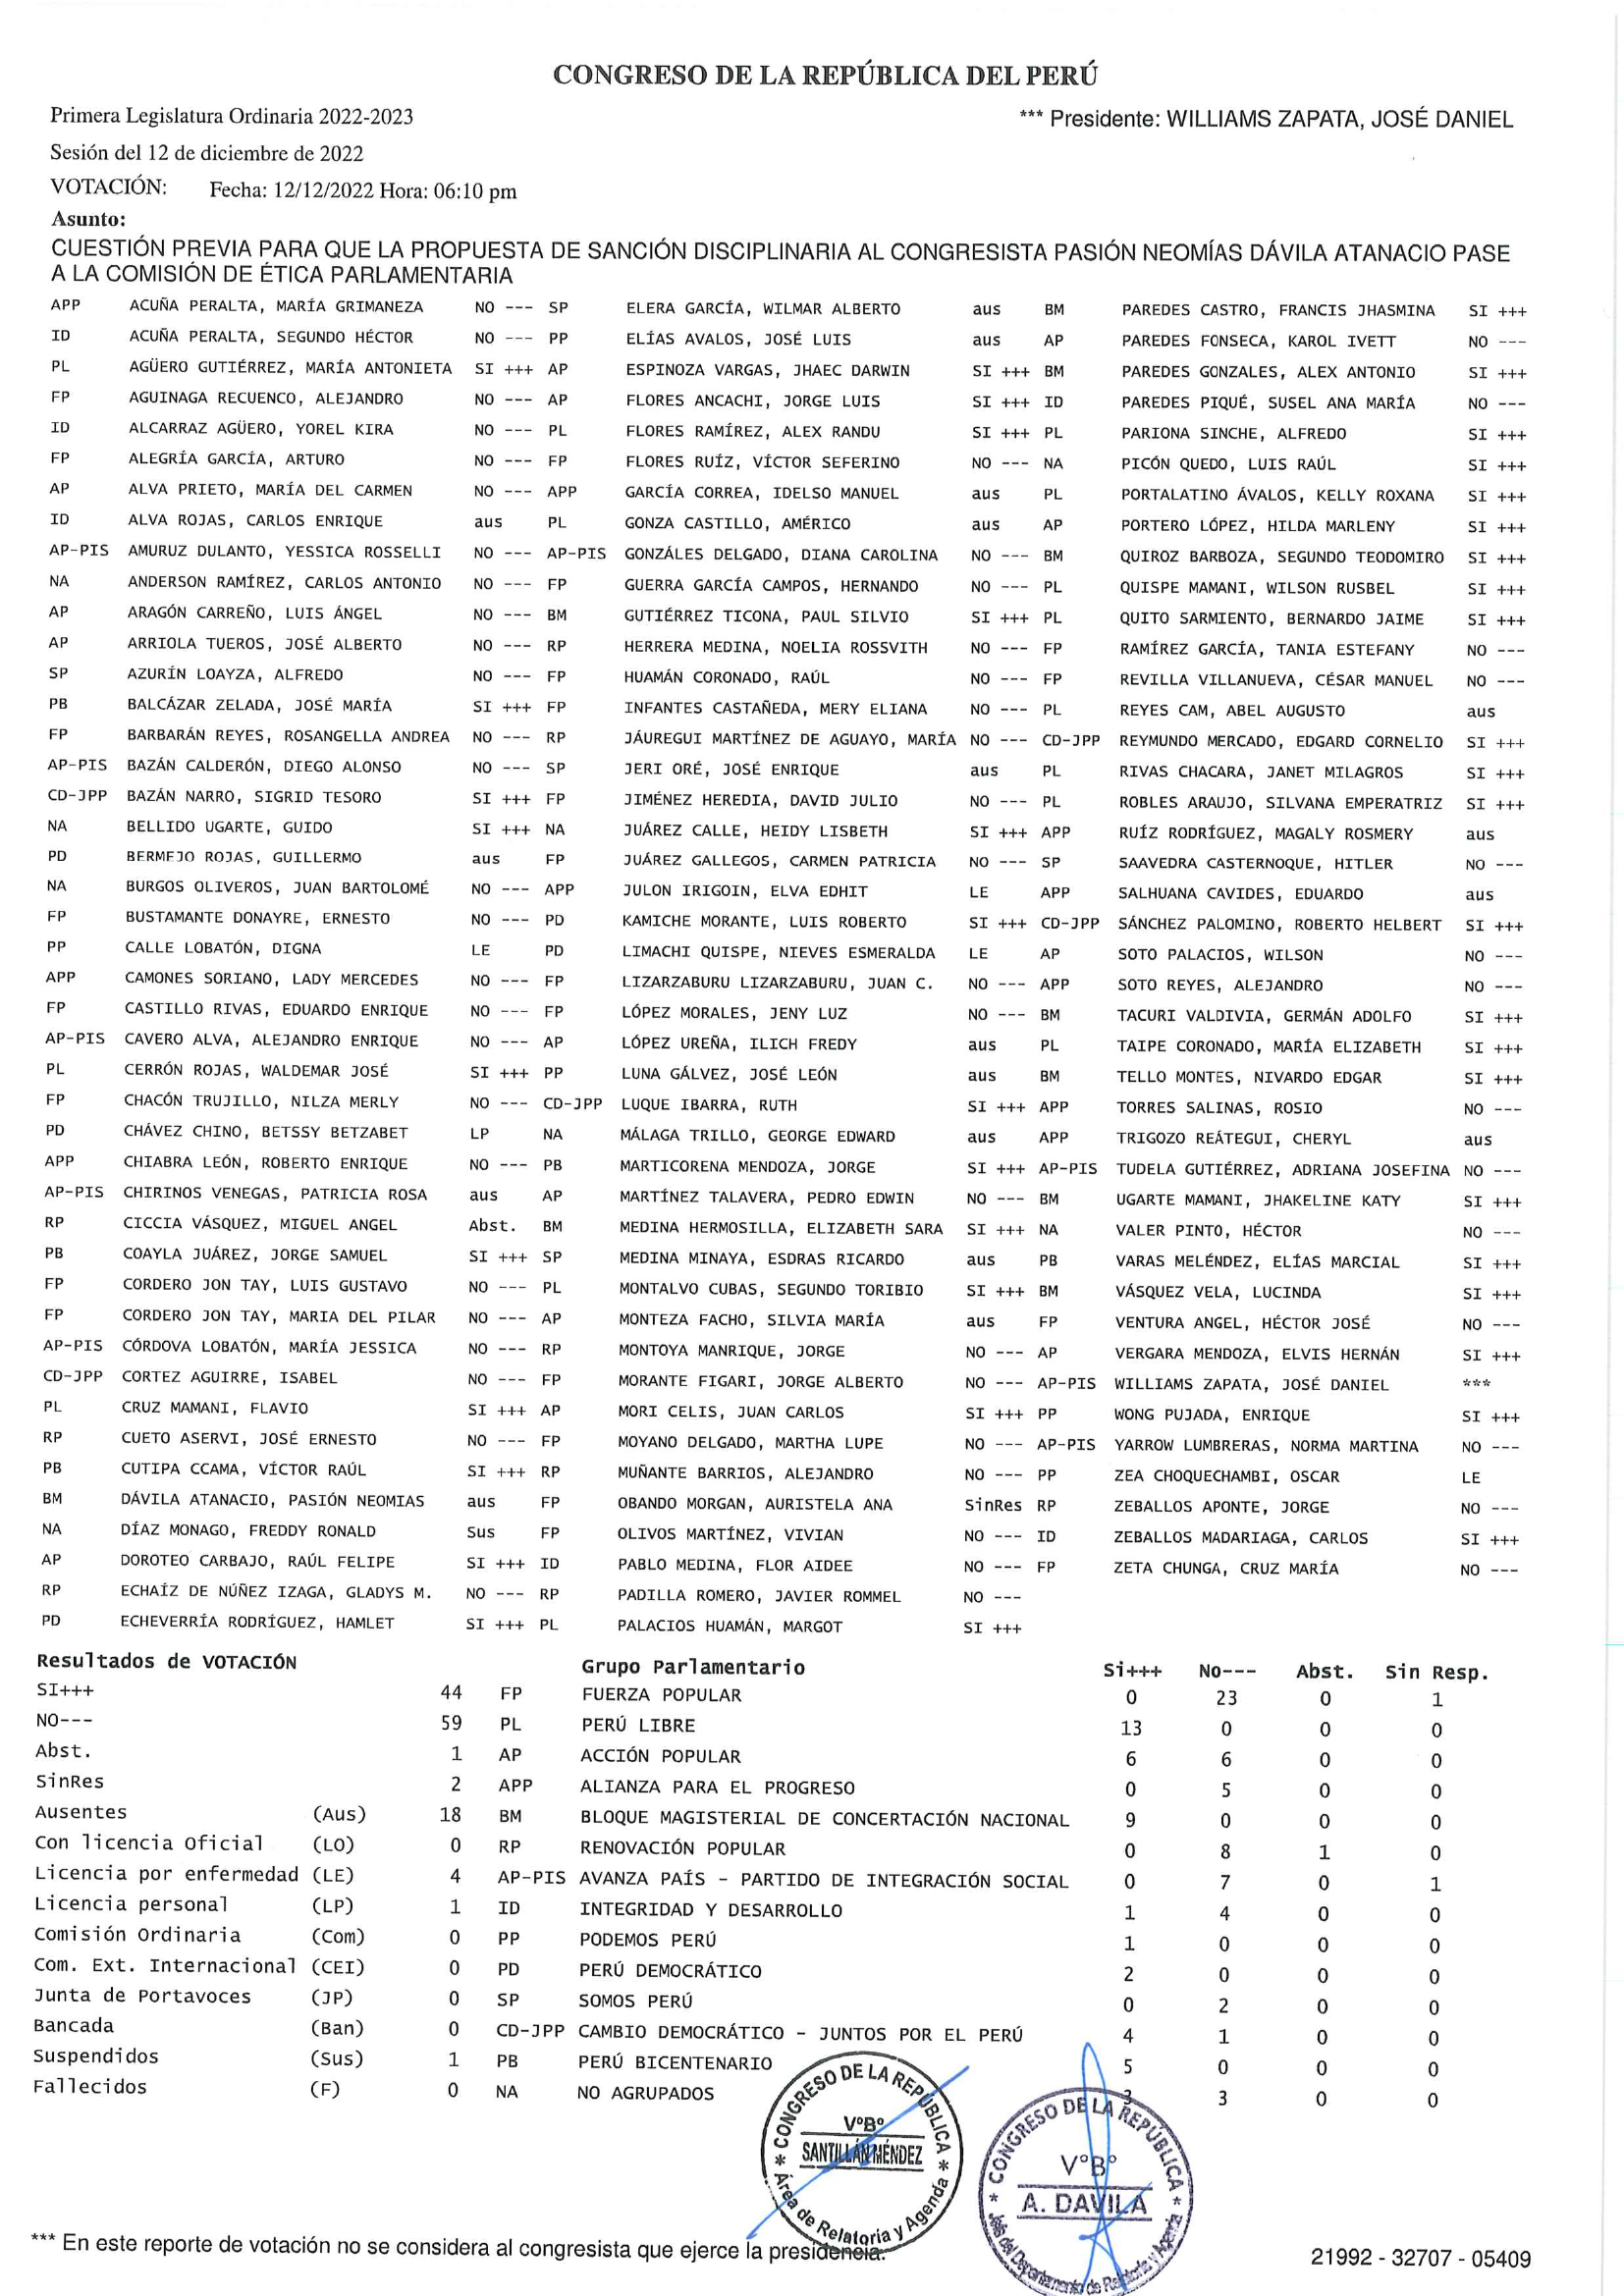 CONGRESO DE LA REPÚBLICA DEL PERÚ
Primera Legislatura Ordinaria 2022-2023 *** Presidente: WILLIAMS ZAPATA, JOSÉ DANIEL
Sesión del 12 de diciembre de 2022
VOTACIÓN: Fecha: 12/12/2022 Hora: 06:10 pm
Asunto:
CUESTIÓN PREVIA PARA QUE LA PROPUESTA DE SANCIÓN DISCIPLINARIA AL CONGRESISTA PASIÓN NEOMÍAS DÁVILA ATANACIO PASE
A LA COMISIÓN DE ÉTICA PARLAMENTARIA
APP ACUÑA PERALTA, MARÍA GRIMANEZA NO --- SP ELERA GARCÍA, WILMAR ALBERTO aus BM PAREDES CASTRO, FRANCIS JHASMINA SI +++
ID ACUÑA PERALTA, SEGUNDO HÉCTOR NO --- PP ELÍAS AVALOS, JOSÉ LUIS aus AP PAREDES FONSECA, KAROL IVETT NO ---
PL AGÜERO GUTIÉRREZ, MARÍA ANTONIETA SI +++ AP ESPINOZA VARGAS, JHAEC DARWIN SI +++ BM PAREDES GONZALES, ALEX ANTONIO SI +++
FP AGUINAGA RECUENCO, ALEJANDRO NO --- AP FLORES ANCACHI, JORGE LUIS SI +++ ID PAREDES PIQUÉ, SUSEL ANA MARÍA NO ---
ID ALCARRAZ AGÜERO, YOREL KIRA NO --- PL FLORES RAMÍREZ, ALEX RANDU SI +++ PL PARIONA SINCHE, ALFREDO SI +++
FP ALEGRÍA GARCÍA, ARTURO NO --- FP FLORES RUÍZ, VÍCTOR SEFERINO NO --- NA PICÓN QUEDO, LUIS RAÚL SI +++
AP ALVA PRIETO, MARÍA DEL CARMEN NO --- APP GARCÍA CORREA, IDELSO MANUEL aus PL PORTALATINO ÁVALOS, KELLY ROXANA SI +++
ID ALVA ROJAS, CARLOS ENRIQUE aus PL GONZA CASTILLO, AMÉRICO aus AP PORTERO LÓPEZ, HILDA MARLENY SI +++
AP-PIS AMURUZ DULANTO, YESSICA ROSSELLI NO --- AP-PIS GONZÁLES DELGADO, DIANA CAROLINA NO --- BM QUIROZ BARBOZA, SEGUNDO TEODOMIRO SI +++
NA ANDERSON RAMÍREZ, CARLOS ANTONIO NO --- FP GUERRA GARCÍA CAMPOS, HERNANDO NO --- PL QUISPE MAMANI, WILSON RUSBEL SI +++
AP ARAGÓN CARREÑO, LUIS ÁNGEL NO --- BM GUTIÉRREZ TICONA, PAUL SILVIO SI +++ PL QUITO SARMIENTO, BERNARDO JAIME SI +++
AP ARRIOLA TUEROS, JOSÉ ALBERTO NO --- RP HERRERA MEDINA, NOELIA ROSSVITH NO --- FP RAMÍREZ GARCÍA, TANIA ESTEFANY NO ---
SP AZURÍN LOAYZA, ALFREDO NO --- FP HUAMÁN CORONADO, RAÚL NO --- FP REVILLA VILLANUEVA, CÉSAR MANUEL NO ---
PB BALCÁZAR ZELADA, JOSÉ MARÍA SI +++ FP INFANTES CASTAÑEDA, MERY ELIANA NO --- PL REYES CAM, ABEL AUGUSTO aus
FP BARBARÁN REYES, ROSANGELLA ANDREA NO --- RP JÁUREGUI MARTÍNEZ DE AGUAYO, MARÍA NO --- CD-JPP REYMUNDO MERCADO, EDGARD CORNELIO SI +++
AP-PIS BAZÁN CALDERÓN, DIEGO ALONSO NO --- SP JERI ORÉ, JOSÉ ENRIQUE aus PL RIVAS CHACARA, JANET MILAGROS SI +++
CD-JPP BAZÁN NARRO, SIGRID TESORO SI +++ FP JIMÉNEZ HEREDIA, DAVID JULIO NO --- PL ROBLES ARAUJO, SILVANA EMPERATRIZ SI +++
NA BELLIDO UGARTE, GUIDO SI +++ NA JUÁREZ CALLE, HEIDY LISBETH SI +++ APP RUÍZ RODRÍGUEZ, MAGALY ROSMERY aus
PD BERMEJO ROJAS, GUILLERMO aus FP JUÁREZ GALLEGOS, CARMEN PATRICIA NO --- SP SAAVEDRA CASTERNOQUE, HITLER NO ---
NA BURGOS OLIVEROS, JUAN BARTOLOMÉ NO --- APP JULON IRIGOIN, ELVA EDHIT LE APP SALHUANA CAVIDES, EDUARDO aus
FP BUSTAMANTE DONAYRE, ERNESTO NO --- PD KAMICHE MORANTE, LUIS ROBERTO SI +++ CD-JPP SÁNCHEZ PALOMINO, ROBERTO HELBERT SI +++
PP CALLE LOBATÓN, DIGNA LE PD LIMACHI QUISPE, NIEVES ESMERALDA LE AP SOTO PALACIOS, WILSON NO ---
APP CAMONES SORIANO, LADY MERCEDES NO --- FP LIZARZABURU LIZARZABURU, JUAN C. NO --- APP SOTO REYES, ALEJANDRO NO ---
FP CASTILLO RIVAS, EDUARDO ENRIQUE NO --- FP LÓPEZ MORALES, JENY LUZ NO --- BM TACURI VALDIVIA, GERMÁN ADOLFO SI +++
AP-PIS CAVERO ALVA, ALEJANDRO ENRIQUE NO --- AP LÓPEZ UREÑA, ILICH FREDY aus PL TAIPE CORONADO, MARÍA ELIZABETH SI +++
PL CERRÓN ROJAS, WALDEMAR JOSÉ SI +++ PP LUNA GÁLVEZ, JOSÉ LEÓN aus BM TELLO MONTES, NIVARDO EDGAR SI +++
FP CHACÓN TRUJILLO, NILZA MERLY NO --- CD-JPP LUQUE IBARRA, RUTH SI +++ APP TORRES SALINAS, ROSIO NO ---
PD CHÁVEZ CHINO, BETSSY BETZABET LP NA MÁLAGA TRILLO, GEORGE EDWARD aus APP TRIGOZO REÁTEGUI, CHERYL aus
APP CHIABRA LEÓN, ROBERTO ENRIQUE NO --- PB MARTICORENA MENDOZA, JORGE SI +++ AP-PIS TUDELA GUTIÉRREZ, ADRIANA JOSEFINA NO ---
AP-PIS CHIRINOS VENEGAS, PATRICIA ROSA aus AP MARTÍNEZ TALAVERA, PEDRO EDWIN NO --- BM UGARTE MAMANI, JHAKELINE KATY SI +++
RP CICCIA VÁSQUEZ, MIGUEL ANGEL Abst. BM MEDINA HERMOSILLA, ELIZABETH SARA SI +++ NA VALER PINTO, HÉCTOR NO ---
PB COAYLA JUÁREZ, JORGE SAMUEL SI +++ SP MEDINA MINAYA, ESDRAS RICARDO aus PB VARAS MELÉNDEZ, ELÍAS MARCIAL SI +++
FP CORDERO JON TAY, LUIS GUSTAVO NO --- PL MONTALVO CUBAS, SEGUNDO TORIBIO SI +++ BM VÁSQUEZ VELA, LUCINDA SI +++
FP CORDERO JON TAY, MARIA DEL PILAR NO --- AP MONTEZA FACHO, SILVIA MARÍA aus FP VENTURA ANGEL, HÉCTOR JOSÉ NO ---
AP-PIS CÓRDOVA LOBATÓN, MARÍA JESSICA NO --- RP MONTOYA MANRIQUE, JORGE NO --- AP VERGARA MENDOZA, ELVIS HERNÁN SI +++
CD-JPP CORTEZ AGUIRRE, ISABEL NO --- FP MORANTE FIGARI, JORGE ALBERTO NO --- AP-PIS WILLIAMS ZAPATA, JOSÉ DANIEL ***
PL CRUZ MAMANI, FLAVIO SI +++ AP MORI CELIS, JUAN CARLOS SI +++ PP WONG PUJADA, ENRIQUE SI +++
RP CUETO ASERVI, JOSÉ ERNESTO NO --- FP MOYANO DELGADO, MARTHA LUPE NO --- AP-PIS YARROW LUMBRERAS, NORMA MARTINA NO ---
PB CUTIPA CCAMA, VÍCTOR RAÚL SI +++ RP MUÑANTE BARRIOS, ALEJANDRO NO --- PP ZEA CHOQUECHAMBI, OSCAR LE
BM DÁVILA ATANACIO, PASIÓN NEOMIAS aus FP OBANDO MORGAN, AURISTELA ANA SinRes RP ZEBALLOS APONTE, JORGE NO ---
NA DÍAZ MONAGO, FREDDY RONALD Sus FP OLIVOS MARTÍNEZ, VIVIAN NO --- ID ZEBALLOS MADARIAGA, CARLOS SI +++
AP DOROTEO CARBAJO, RAÚL FELIPE SI +++ ID PABLO MEDINA, FLOR AIDEE NO --- FP ZETA CHUNGA, CRUZ MARÍA NO ---
RP ECHAÍZ DE NÚÑEZ IZAGA, GLADYS M. NO --- RP PADILLA ROMERO, JAVIER ROMMEL NO ---
PD ECHEVERRÍA RODRÍGUEZ, HAMLET SI +++ PL PALACIOS HUAMÁN, MARGOT SI +++
Resultados de VOTACIÓN Grupo Parlamentario Si+++ No--- Abst. Sin Resp.
SI+++ 44 FP FUERZA POPULAR 0 23 0 1
NO--- 59 PL PERÚ LIBRE 13 0 0 0
Abst. 1 AP ACCIÓN POPULAR 6 6 0 0
SinRes 2 APP ALIANZA PARA EL PROGRESO 0 5 0 0
Ausentes (Aus) 18 BM BLOQUE MAGISTERIAL DE CONCERTACIÓN NACIONAL 9 0 0 0
Con licencia Oficial (LO) 0 RP RENOVACIÓN POPULAR 0 8 1 0
Licencia por enfermedad (LE) 4 AP-PIS AVANZA PAÍS - PARTIDO DE INTEGRACIÓN SOCIAL 0 7 0 1
Licencia personal (LP) 1 ID INTEGRIDAD Y DESARROLLO 1 4 0 0
Comisión Ordinaria (Com) 0 PP PODEMOS PERÚ 1 0 0 0
Com. Ext. Internacional (CEI) 0 PD PERÚ DEMOCRÁTICO 2 0 0 0
Junta de Portavoces (JP) 0 SP SOMOS PERÚ 0 2 0 0
Bancada (Ban) 0 CD-JPP CAMBIO DEMOCRÁTICO - JUNTOS POR EL PERÚ 4 1 0 0
Suspendidos (Sus) 1 PB PERÚ BICENTENARIO 5 0 0 0
Fallecidos (F) 0 NA NO AGRUPADOS 3 3 0 0
* CONGRESO DE LA REPÚBLICA *
V°B°
SANTILLÁN MÉNDEZ
Área de Relatoría y Agenda
* CONGRESO DE LA REPÚBLICA *
V°B°
A. DAVILA
Jefa del Departamento de Relatoría y Agenda
*** En este reporte de votación no se considera al congresista que ejerce la presidencia.
21992 - 32707 - 05409